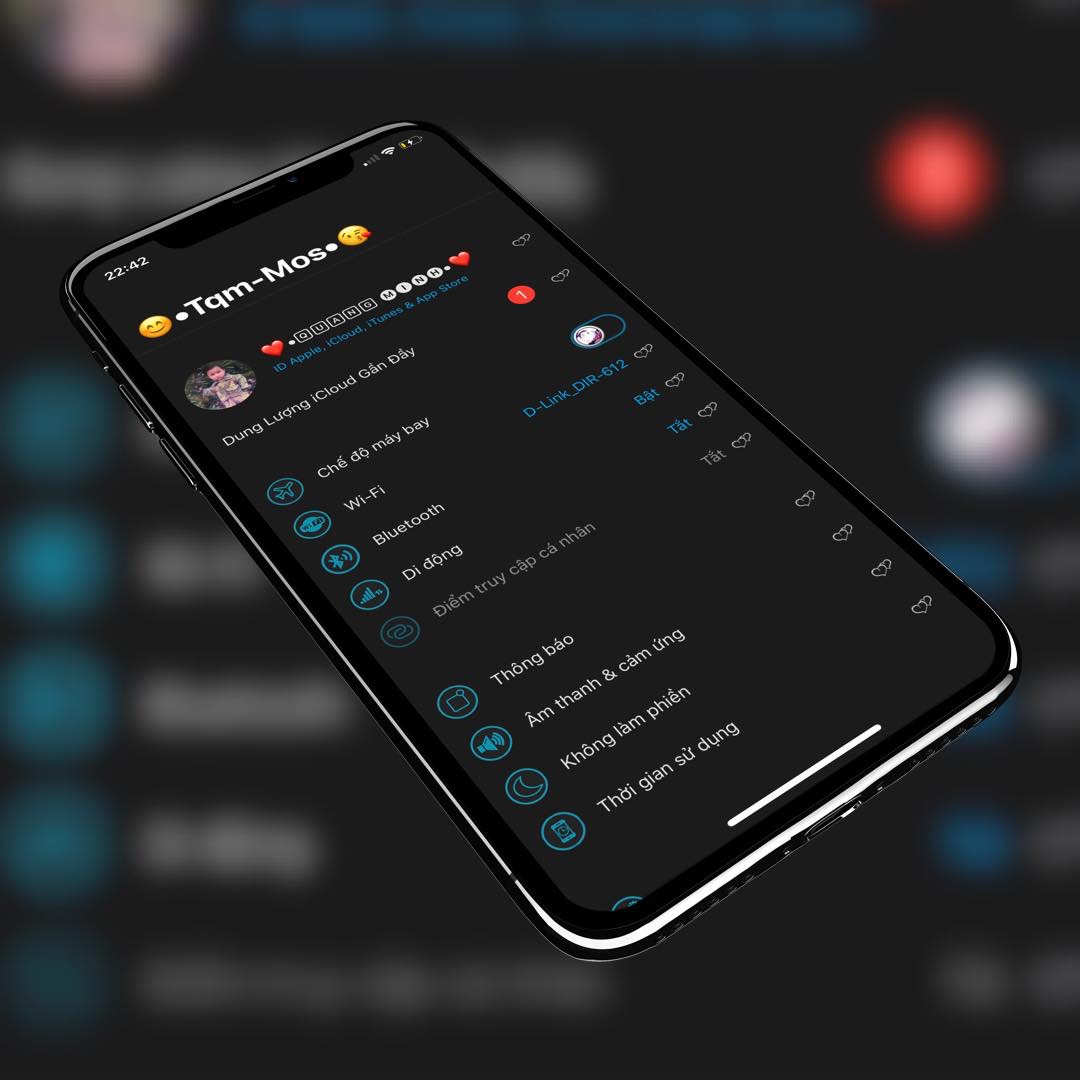 22:42
😊•Tqm-Mos•😘
❤️•🅀🅄🄰🄽🄶 🅜🅘🅝🅗•❤️
ID Apple, iCloud, iTunes & App Store
Dung Lượng iCloud Gần Đầy 1
Chế độ máy bay
Wi-Fi D-Link_DIR-612
Bluetooth Bật
Di động Tắt
Điểm truy cập cá nhân Tắt
Thông báo
Âm thanh & cảm ứng
Không làm phiền
Thời gian sử dụng